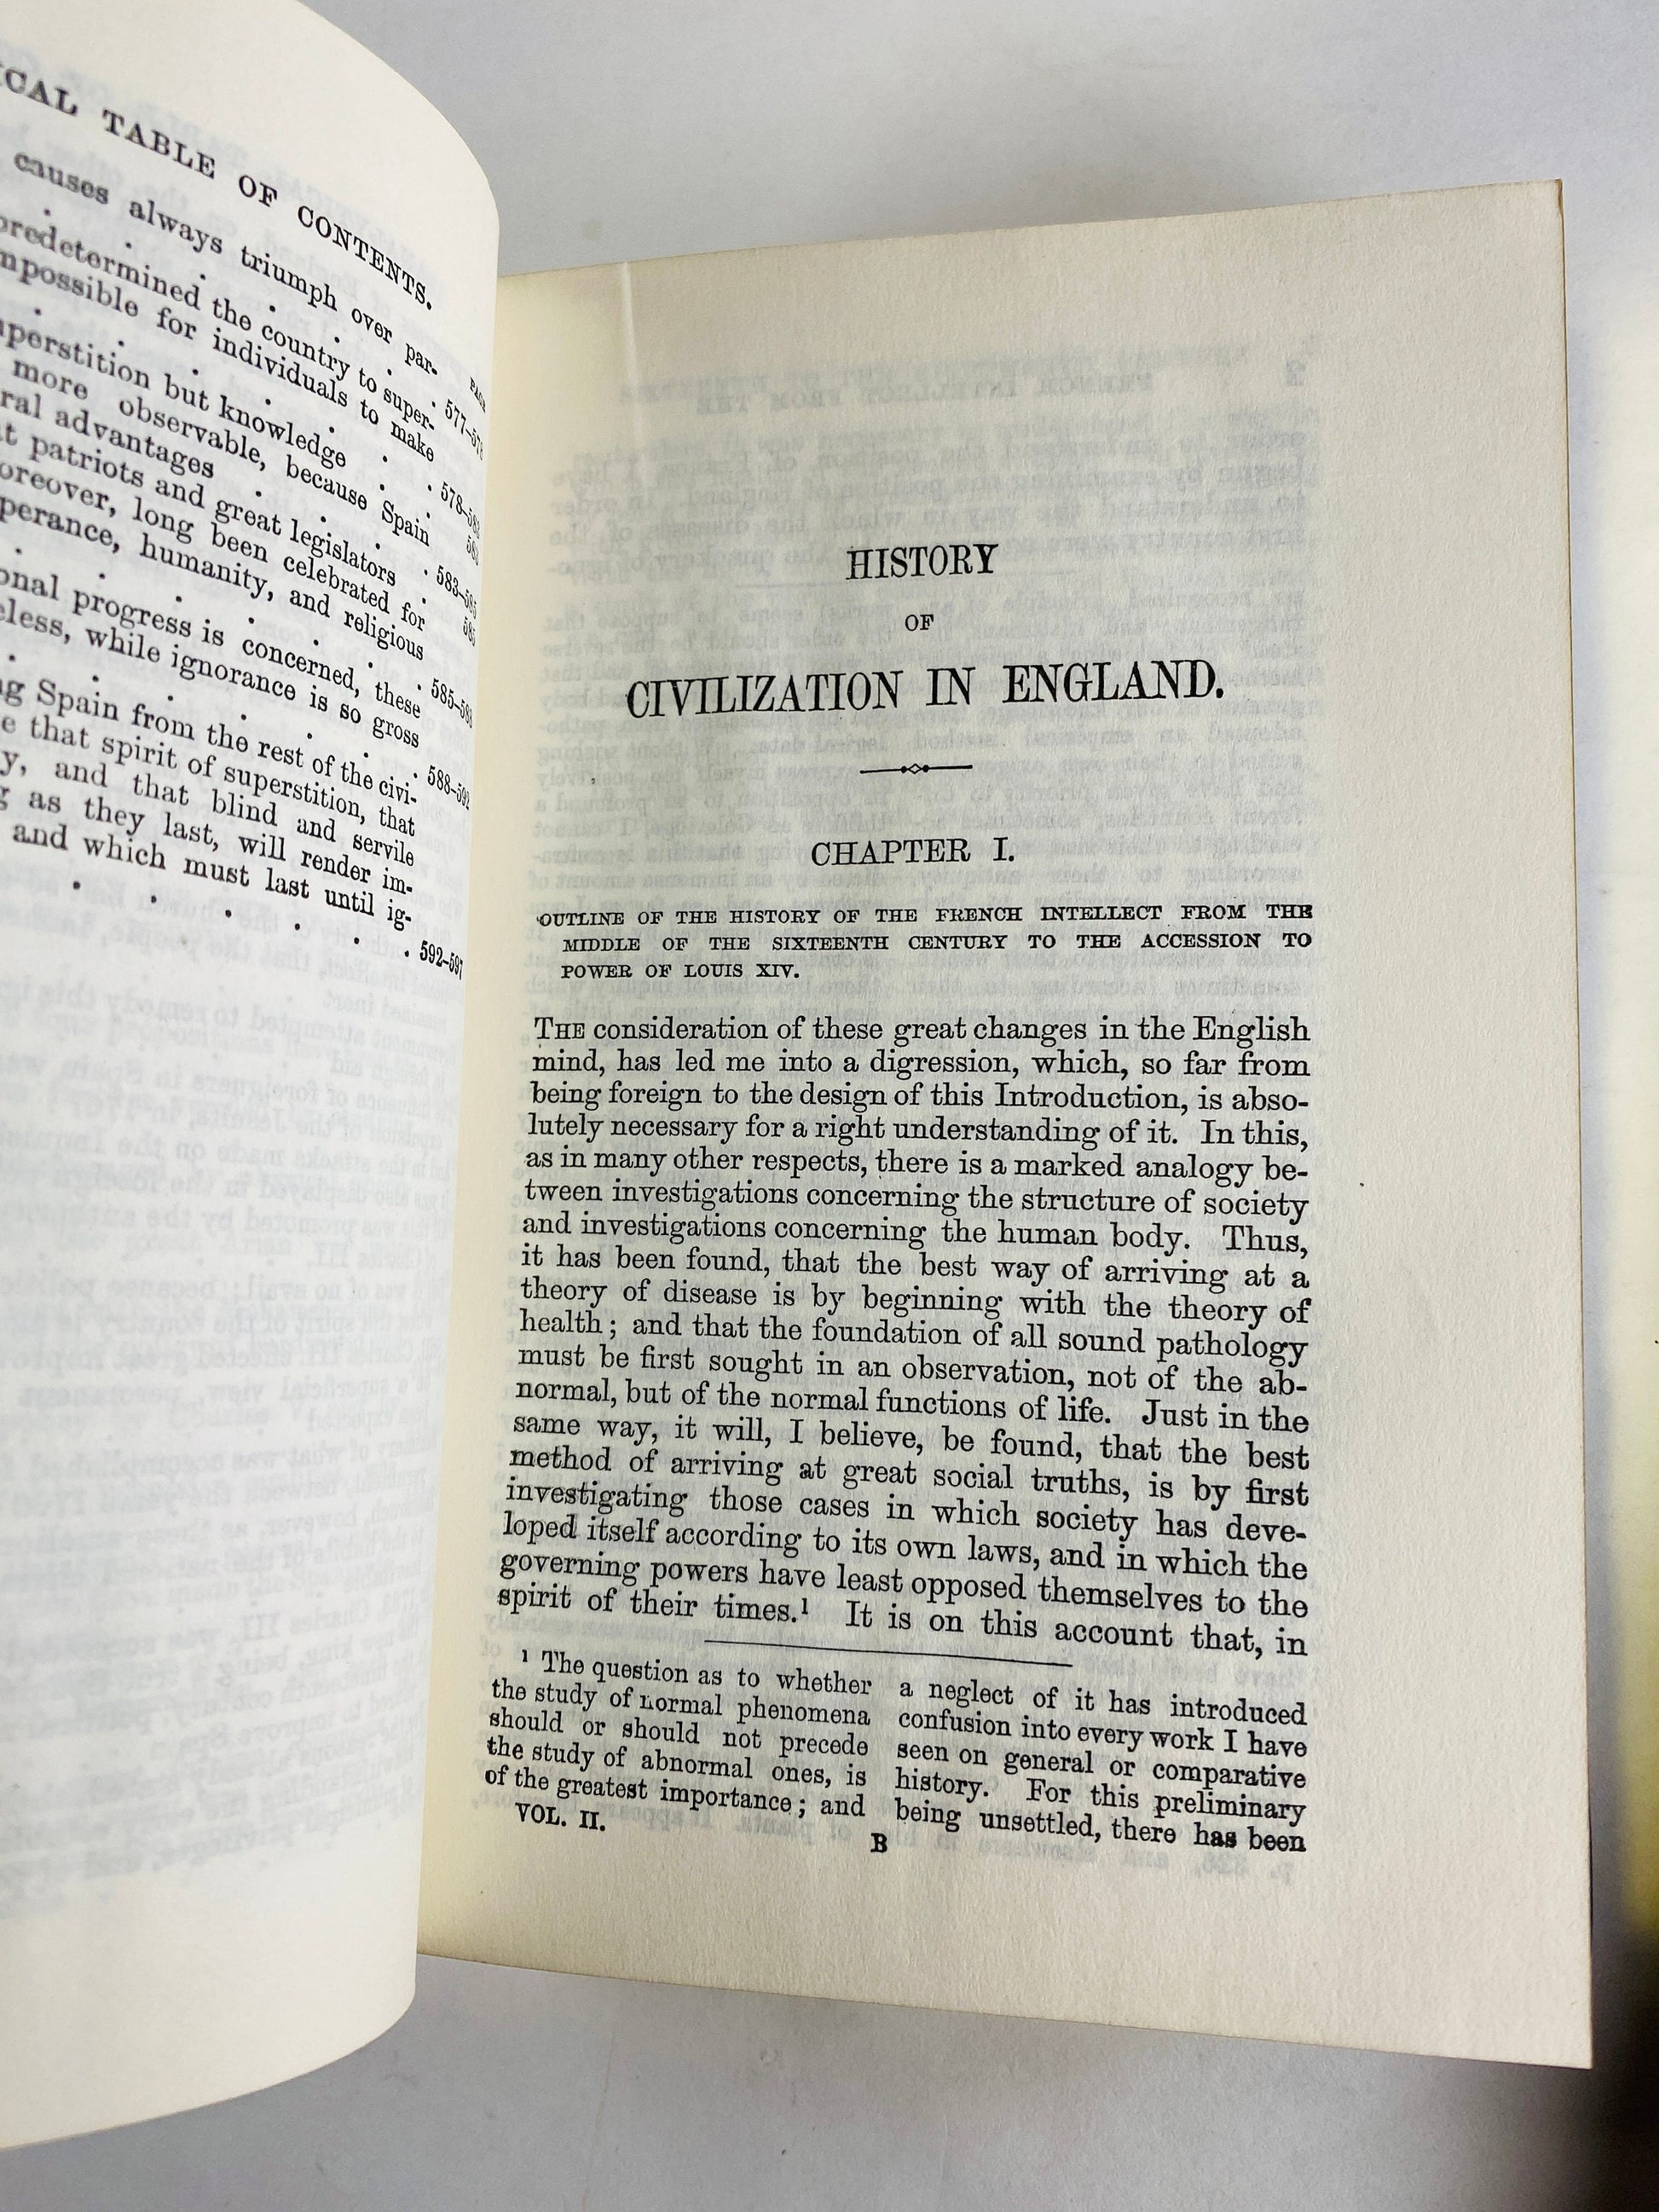 TABLE OF CONTENTS.
causes always triumph over par-
PAGE
577-578
predetermined the country to super-
impossible for individuals to make
578-582
superstition but knowledge
more observable, because Spain
advantages
patriots and great legislators
583-585
moreover, long been celebrated for
humanity, and religious
585-588
progress is concerned, these
while ignorance is so gross
588-592
Spain from the rest of the civi-
that spirit of superstition, that
and that blind and servile
as they last, will render im-
and which must last until ig-
592-597
HISTORY
OF
CIVILIZATION IN ENGLAND.
CHAPTER I.
OUTLINE OF THE HISTORY OF THE FRENCH INTELLECT FROM THE
MIDDLE OF THE SIXTEENTH CENTURY TO THE ACCESSION TO
POWER OF LOUIS XIV.
THE consideration of these great changes in the English
mind, has led me into a digression, which, so far from
being foreign to the design of this Introduction, is abso-
lutely necessary for a right understanding of it. In this,
as in many other respects, there is a marked analogy be-
tween investigations concerning the structure of society
and investigations concerning the human body. Thus,
it has been found, that the best way of arriving at a
theory of disease is by beginning with the theory of
health; and that the foundation of all sound pathology
must be first sought in an observation, not of the ab-
normal, but of the normal functions of life. Just in the
same way, it will, I believe, be found, that the best
method of arriving at great social truths, is by first
investigating those cases in which society has deve-
loped itself according to its own laws, and in which the
governing powers have least opposed themselves to the
spirit of their times.¹ It is on this account that, in
¹ The question as to whether
the study of normal phenomena
should or should not precede
the study of abnormal ones, is
of the greatest importance; and
a neglect of it has introduced
confusion into every work I have
seen on general or comparative
history. For this preliminary
being unsettled, there has been
VOL. II.
B